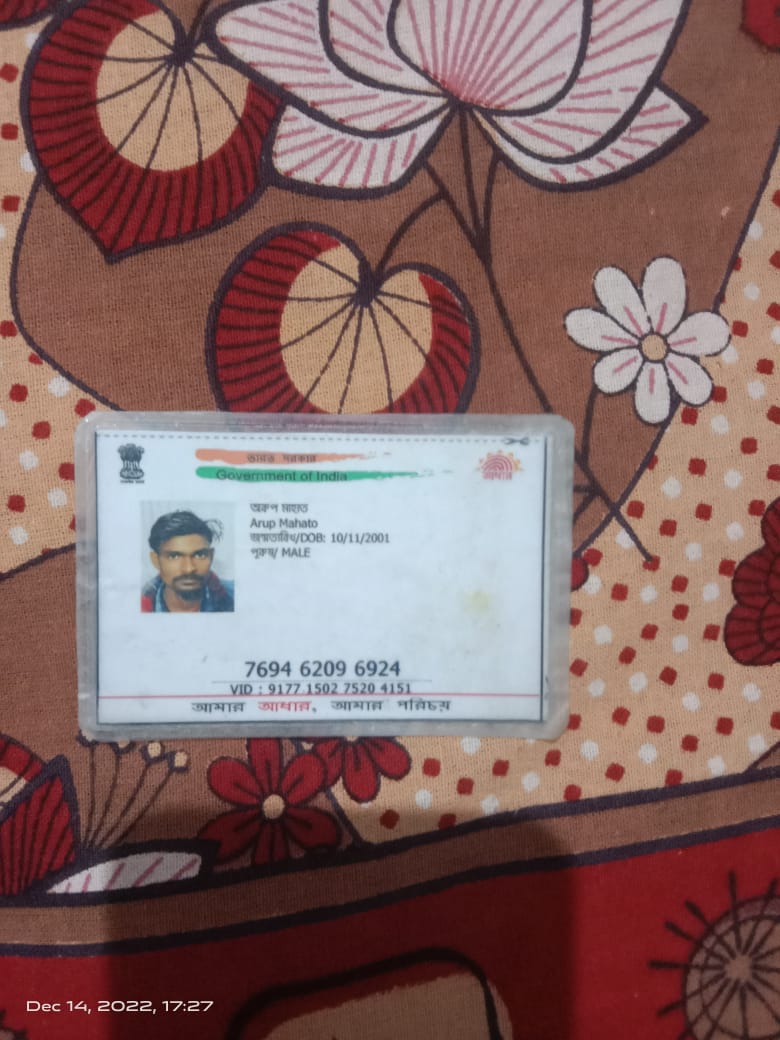 ভারত সরকার
Government of India
আধার
অরুপ মাহাত
Arup Mahato
জন্মতারিখ/DOB: 10/11/2001
পুরুষ/ MALE
7694 6209 6924
VID : 9177 1502 7520 4151
আমার আধার, আমার পরিচয়
Dec 14, 2022, 17:27